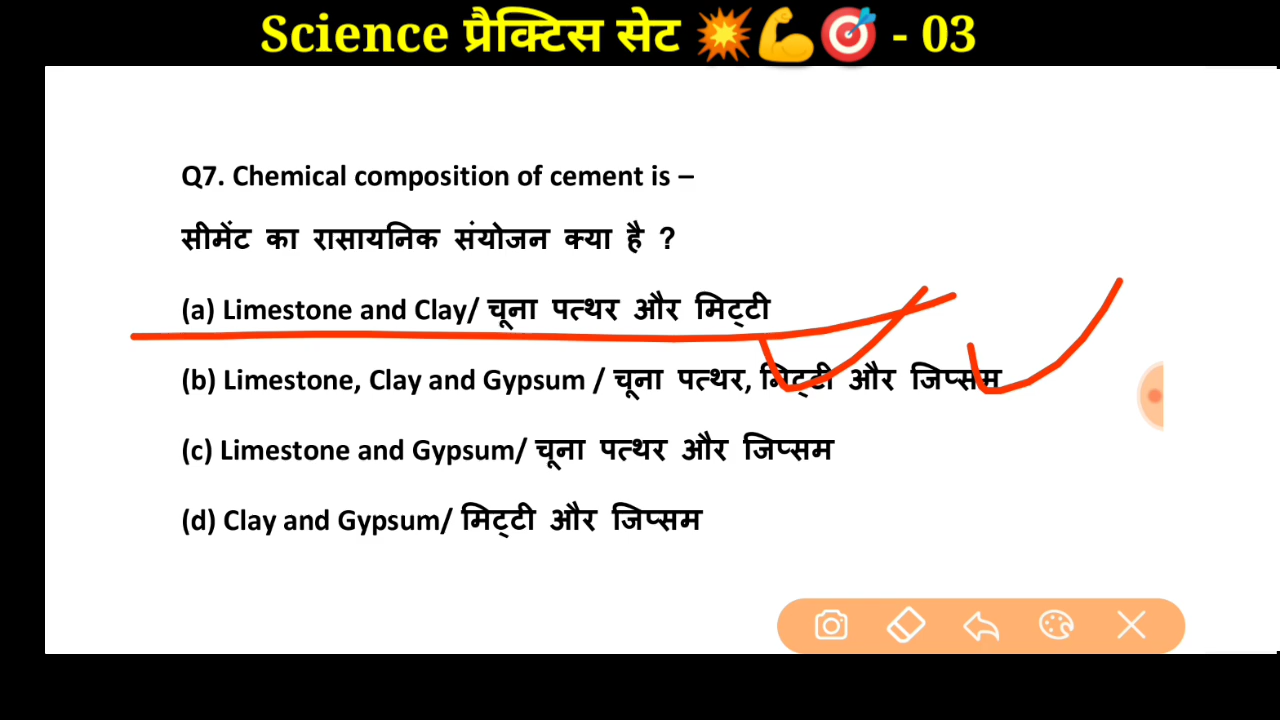 Science प्रैक्टिस सेट 💥💪🎯 - 03
Q7. Chemical composition of cement is –
सीमेंट का रासायनिक संयोजन क्या है ?
(a) Limestone and Clay/ चूना पत्थर और मिट्टी
(b) Limestone, Clay and Gypsum / चूना पत्थर, मिट्टी और जिप्सम
(c) Limestone and Gypsum/ चूना पत्थर और जिप्सम
(d) Clay and Gypsum/ मिट्टी और जिप्सम